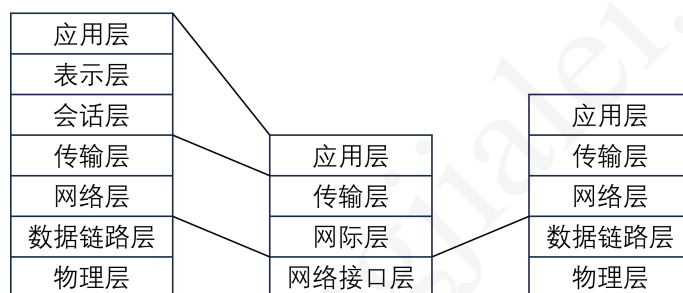 应用层
表示层
会话层
传输层
网络层
数据链路层
物理层
应用层
传输层
网际层
网络接口层
应用层
传输层
网络层
数据链路层
物理层